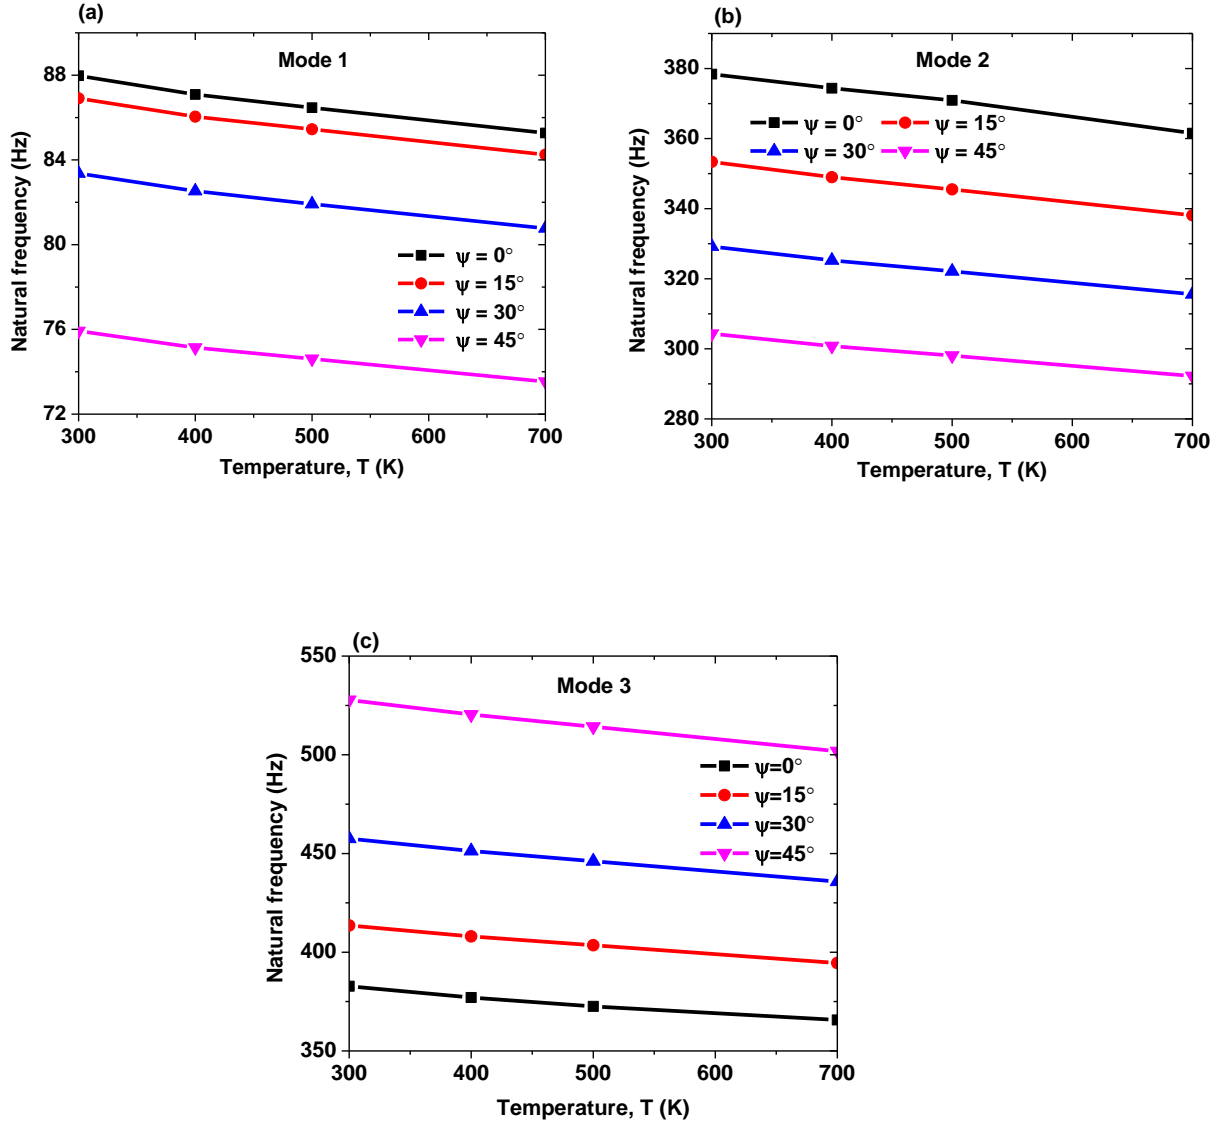 (a)
Mode 1
88
84
80
76
72
Natural frequency (Hz)
ψ = 0°
ψ = 15°
ψ = 30°
ψ = 45°
300 400 500 600 700
Temperature, T (K)
(b)
Mode 2
380
360
340
320
300
280
Natural frequency (Hz)
ψ = 0° ψ = 15°
ψ = 30° ψ = 45°
300 400 500 600 700
Temperature, T (K)
(c)
Mode 3
550
500
450
400
350
Natural frequency (Hz)
ψ=0°
ψ=15°
ψ=30°
ψ=45°
300 400 500 600 700
Temperature, T (K)